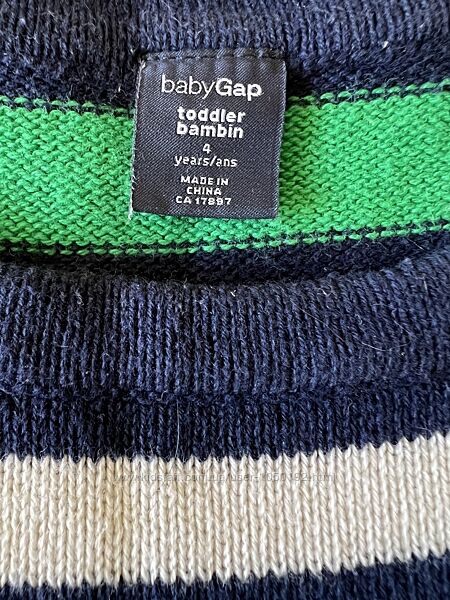 babyGap
toddler
bambin
4
years/ans
MADE IN
CHINA
CA 17897